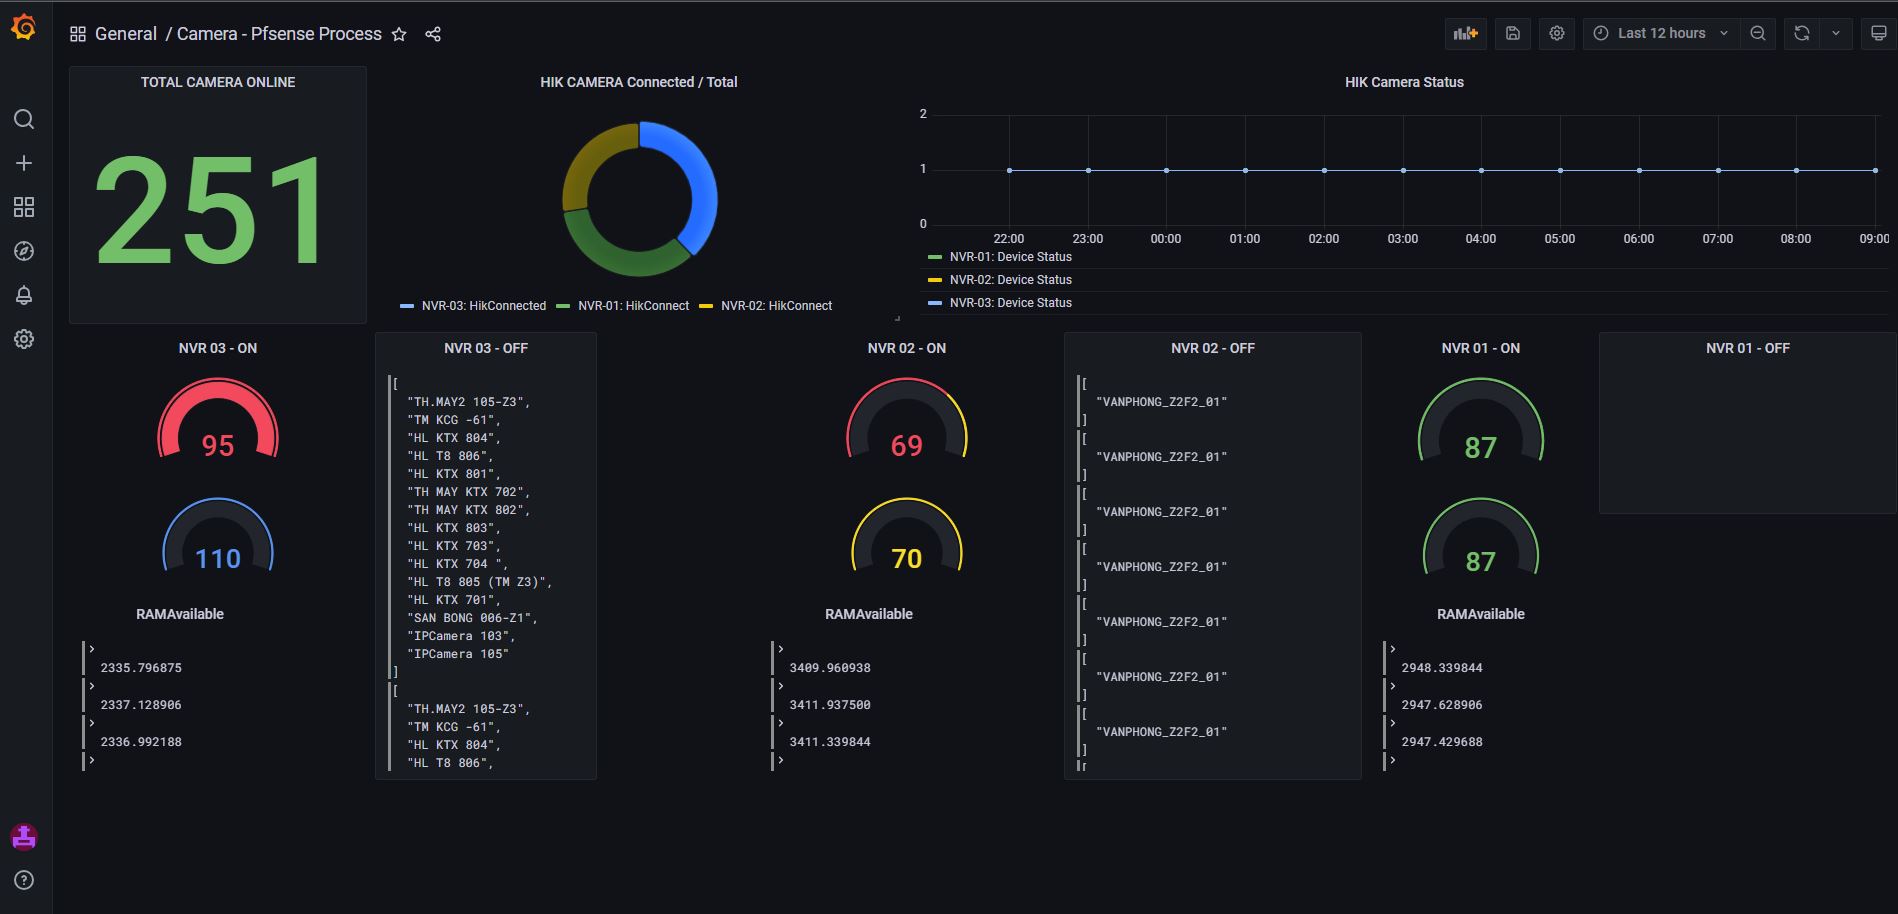 General / Camera - Pfsense Process
Last 12 hours
TOTAL CAMERA ONLINE
251
HIK CAMERA Connected / Total
NVR-03: HikConnected
NVR-01: HikConnect
NVR-02: HikConnect
HIK Camera Status
2
1
0
22:00 23:00 00:00 01:00 02:00 03:00 04:00 05:00 06:00 07:00 08:00 09:00
NVR-01: Device Status
NVR-02: Device Status
NVR-03: Device Status
NVR 03 - ON
95
110
RAMAvailable
>
2335.796875
>
2337.128906
>
2336.992188
>
NVR 03 - OFF
[
"TH.MAY2 105-Z3",
"TM KCG -61",
"HL KTX 804",
"HL T8 806",
"HL KTX 801",
"TH MAY KTX 702",
"TH MAY KTX 802",
"HL KTX 803",
"HL KTX 703",
"HL KTX 704 ",
"HL T8 805 (TM Z3)",
"HL KTX 701",
"SAN BONG 006-Z1",
"IPCamera 103",
"IPCamera 105"
]
[
"TH.MAY2 105-Z3",
"TM KCG -61",
"HL KTX 804",
"HL T8 806",
NVR 02 - ON
69
70
RAMAvailable
>
3409.960938
>
3411.937500
>
3411.339844
>
NVR 02 - OFF
[
"VANPHONG_Z2F2_01"
]
[
"VANPHONG_Z2F2_01"
]
[
"VANPHONG_Z2F2_01"
]
[
"VANPHONG_Z2F2_01"
]
[
"VANPHONG_Z2F2_01"
]
[
"VANPHONG_Z2F2_01"
]
[
"VANPHONG_Z2F2_01"
]
[
NVR 01 - ON
87
87
RAMAvailable
>
2948.339844
>
2947.628906
>
2947.429688
>
NVR 01 - OFF